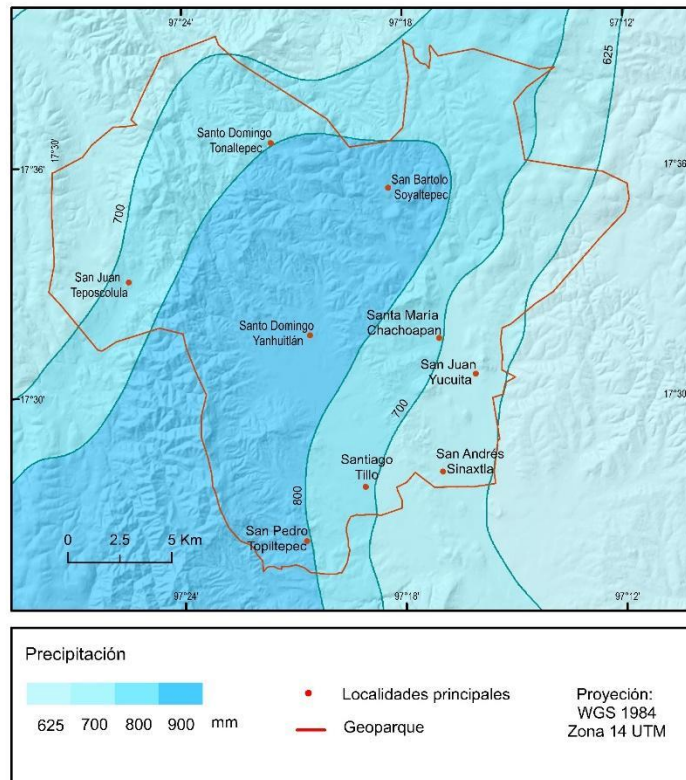 97°24'
97°18'
97°12'
625
17°30'
Santo Domingo
Tonaltepec
17°36'
17°36'
San Bartolo
Soyaltepec
700
San Juan
Teposcolula
Santa María
Chachoapan
Santo Domingo
Yanhuitlán
San Juan
Yucuita
17°30'
17°30'
700
Santiago
Tillo
San Andrés
Sinaxtla
800
0 2.5 5 Km
San Pedro
Topiltepec
97°24'
97°18'
97°12'
Precipitación
625 700 800 900 mm
Localidades principales
Geoparque
Proyeción:
WGS 1984
Zona 14 UTM